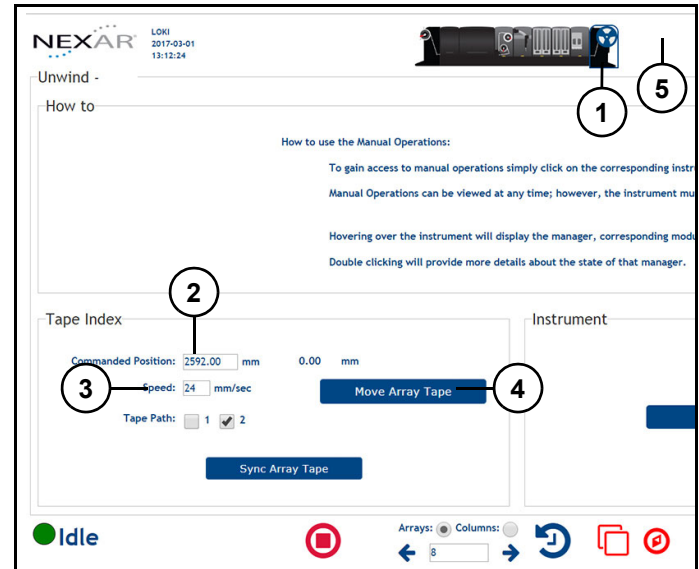 NEXAR
LOKI
2017-03-01
13:12:24
1
5
Unwind -
How to
How to use the Manual Operations:
To gain access to manual operations simply click on the corresponding instr
Manual Operations can be viewed at any time; however, the instrument mu
Hovering over the instrument will display the manager, corresponding modu
Double clicking will provide more details about the state of that manager.
2
Tape Index
Instrument
Commanded Position: 2592.00 mm 0.00 mm
3
Speed: 24 mm/sec
Move Array Tape
4
Tape Path: 1 2
Sync Array Tape
Idle
Arrays: Columns:
8